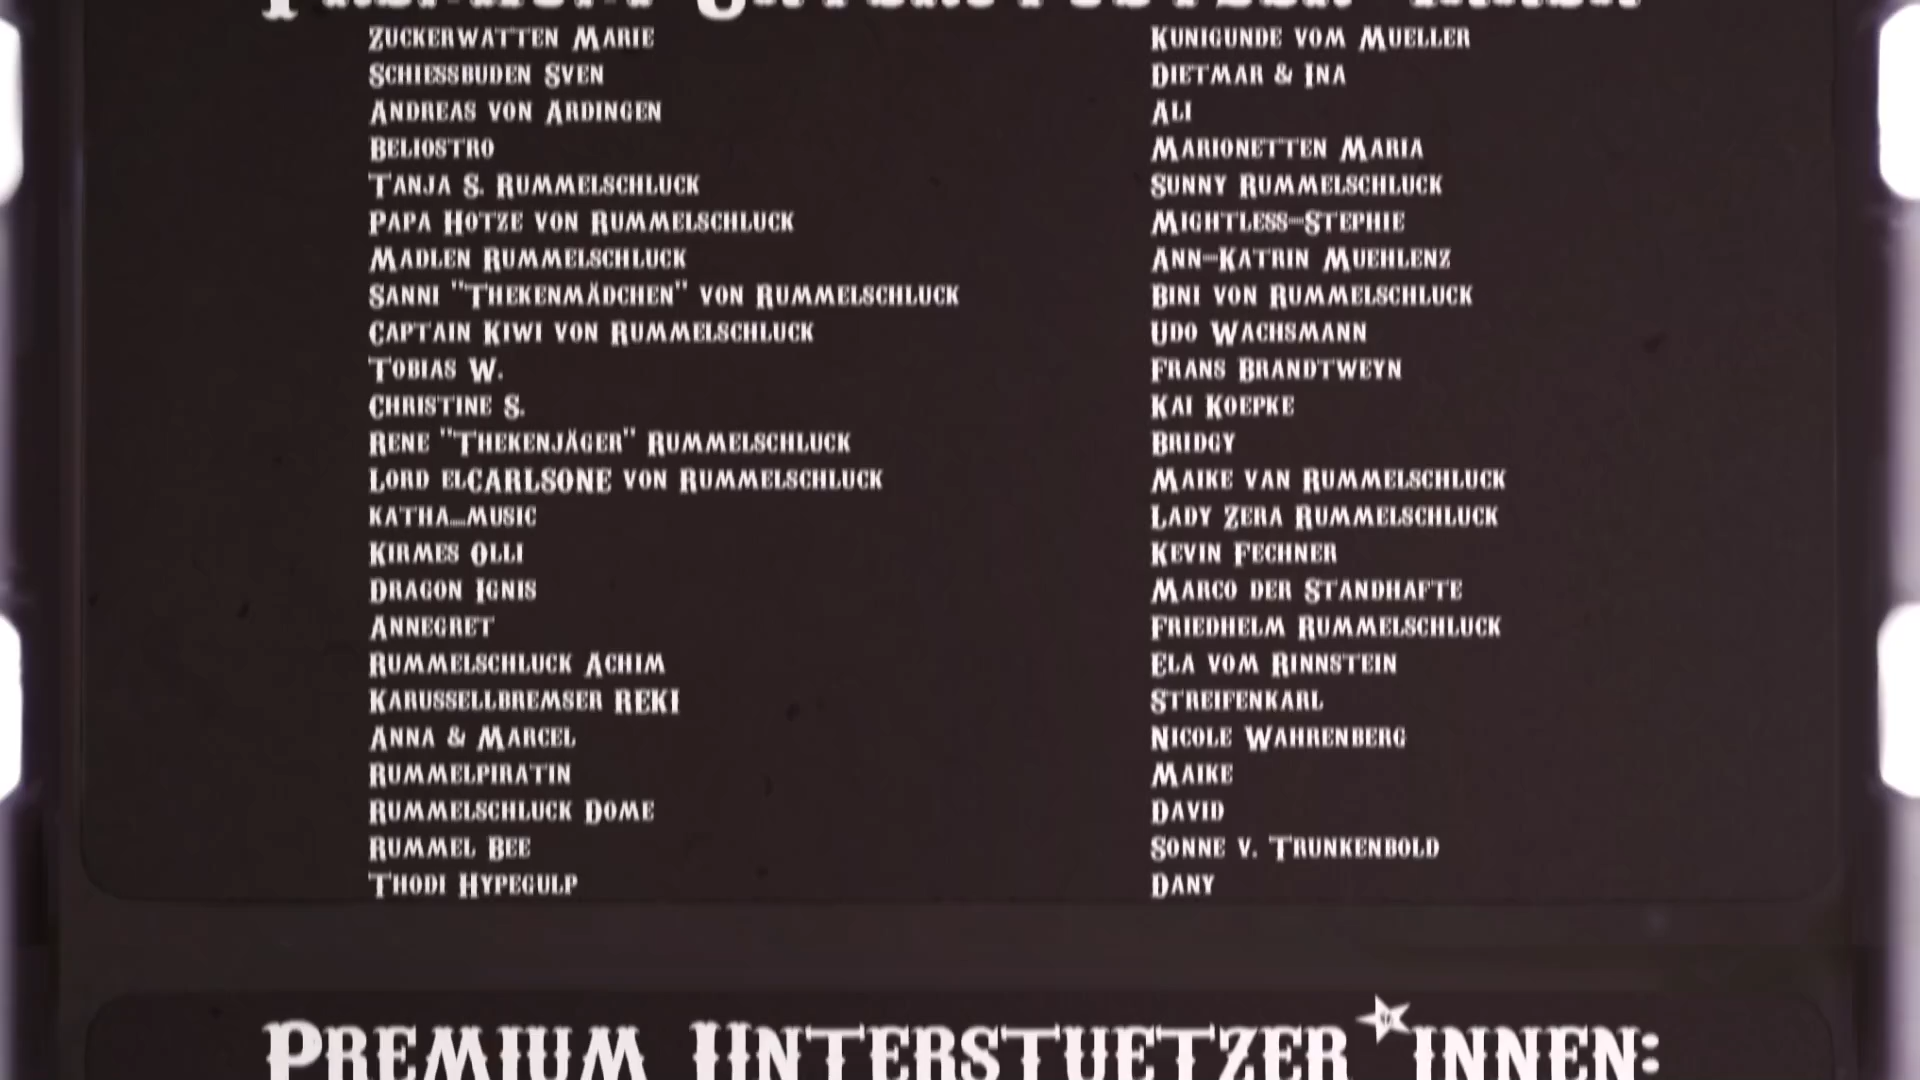 PREMIUM UNTERSTUETZER*INNEN:
Zuckerwatten Marie
Schiessbuden Sven
Andreas von Ardingen
Beliostro
Tanja S. Rummelschluck
Papa Hotze von Rummelschluck
Madlen Rummelschluck
Sanni "Thekenmädchen" von Rummelschluck
Captain Kiwi von Rummelschluck
Tobias W.
Christine S.
Rene "Thekenjäger" Rummelschluck
Lord elCARLSONE von Rummelschluck
katha_music
Kirmes Olli
Dragon Ignis
Annegret
Rummelschluck Achim
Karussellbremser REKI
Anna & Marcel
Rummelpiratin
Rummelschluck Dome
Rummel Bee
Thodi Hypegulp
Kunigunde vom Mueller
Dietmar & Ina
Ali
Marionetten Maria
Sunny Rummelschluck
Mightless-Stephie
Ann-Katrin Muehlenz
Bini von Rummelschluck
Udo Wachsmann
Frans Brandtweyn
Kai Koepke
Bridgy
Maike van Rummelschluck
Lady Zera Rummelschluck
Kevin Fechner
Marco der Standhafte
Friedhelm Rummelschluck
Ela vom Rinnstein
Streifenkarl
Nicole Wahrenberg
Maike
David
Sonne v. Trunkenbold
Dany
Premium Unterstuetzer*innen: